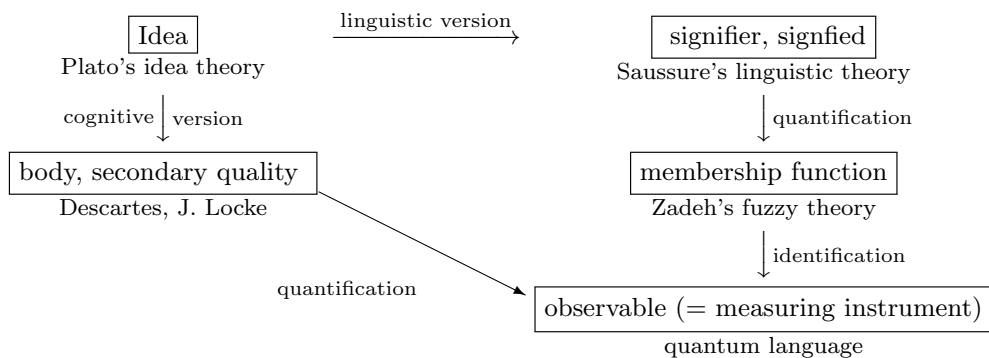 linguistic version
Idea
signifier, signfied
Plato's idea theory
Saussure's linguistic theory
cognitive version
quantification
body, secondary quality
membership function
Descartes, J. Locke
Zadeh's fuzzy theory
identification
quantification
observable (= measuring instrument)
quantum language